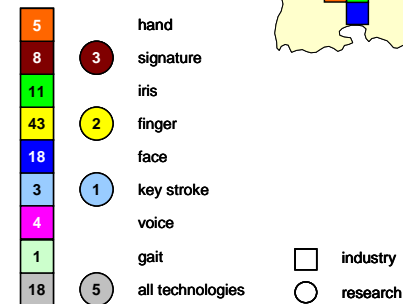 5 hand
8 3 signature
11 iris
43 2 finger
18 face
3 1 key stroke
4 voice
1 gait
18 5 all technologies
industry
research